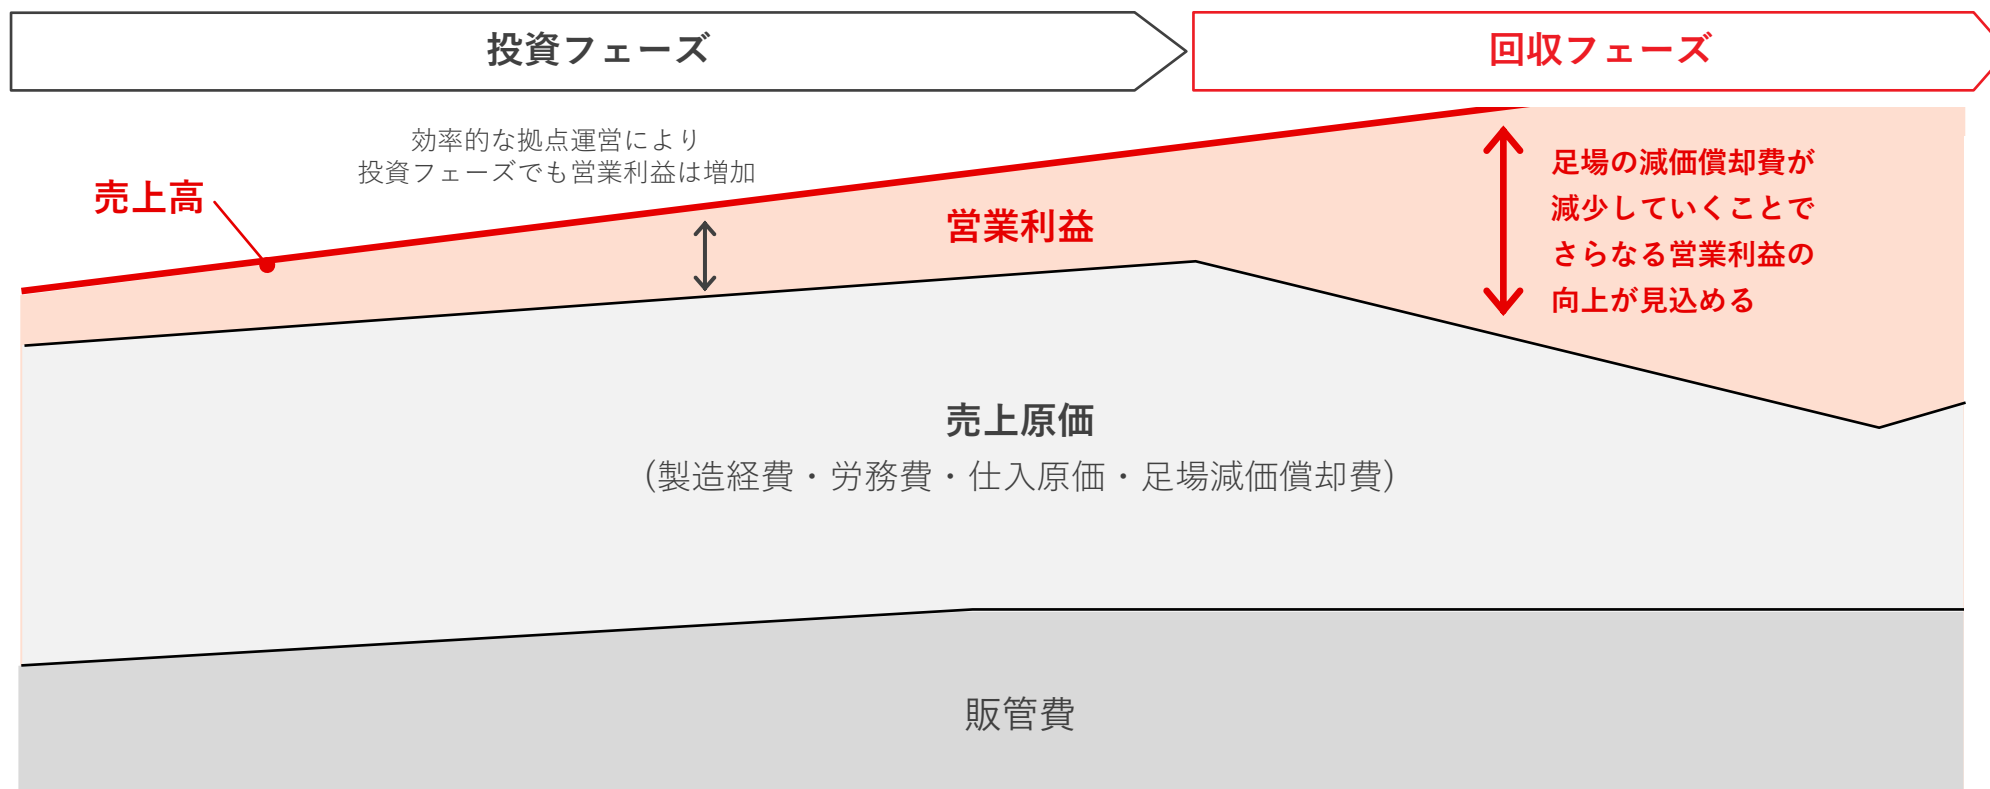 投資フェーズ
回収フェーズ
効率的な拠点運営により
投資フェーズでも営業利益は増加
売上高
営業利益
足場の減価償却費が
減少していくことで
さらなる営業利益の
向上が見込める
売上原価
(製造経費・労務費・仕入原価・足場減価償却費)
販管費